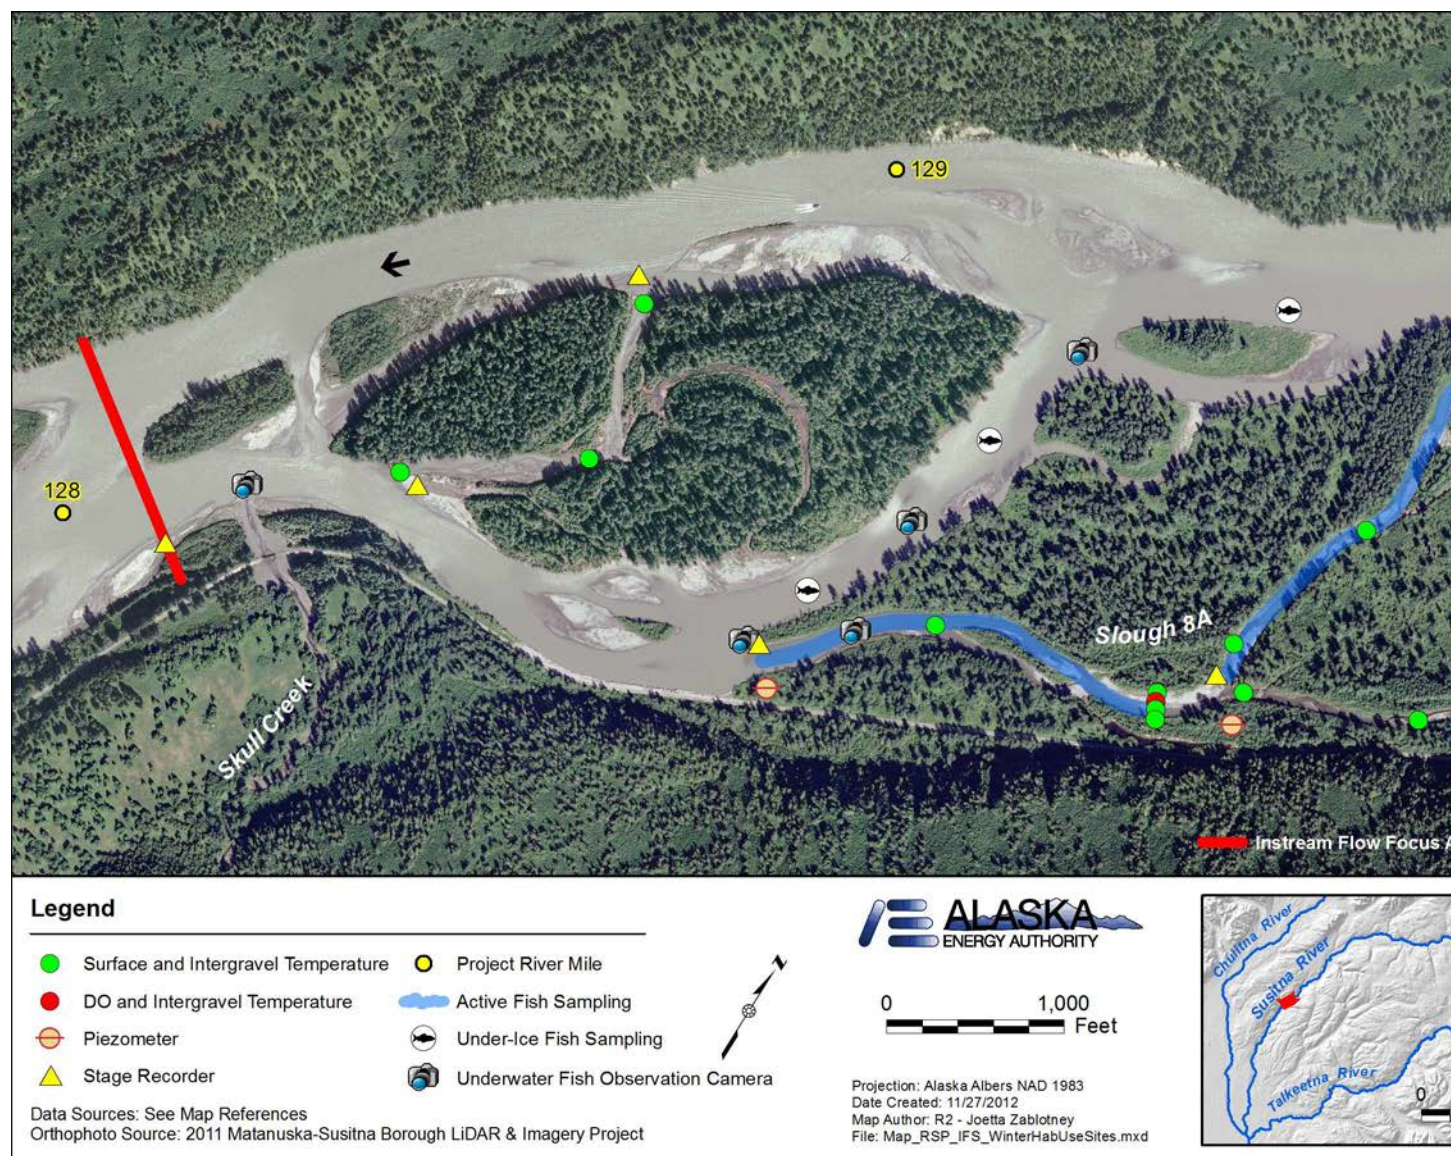 129
128
Slough 8A
Skull Creek
Instream Flow Focus A
Legend
Surface and Intergravel Temperature
DO and Intergravel Temperature
Piezometer
Stage Recorder
Project River Mile
Active Fish Sampling
Under-Ice Fish Sampling
Underwater Fish Observation Camera
Data Sources: See Map References
Orthophoto Source: 2011 Matanuska-Susitna Borough LiDAR & Imagery Project
N
ALASKA
ENERGY AUTHORITY
0 1,000
Feet
Projection: Alaska Albers NAD 1983
Date Created: 11/27/2012
Map Author: R2 - Joetta Zablotney
File: Map_RSP_IFS_WinterHabUseSites.mxd
Chulitna River
Susitna River
Talkeetna River
0